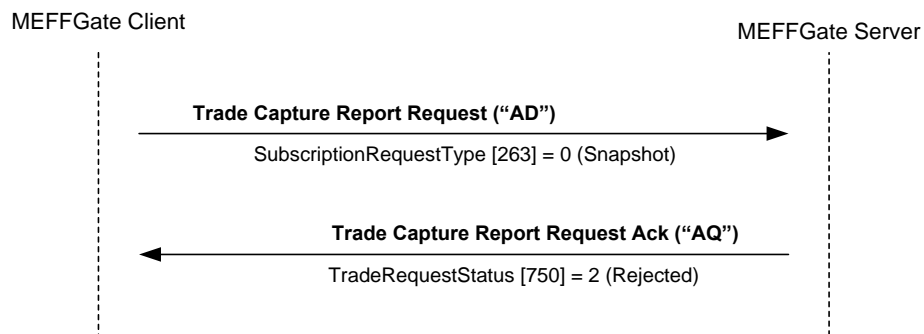 MEFFGate Client
MEFFGate Server
Trade Capture Report Request (“AD”)
SubscriptionRequestType [263] = 0 (Snapshot)
Trade Capture Report Request Ack (“AQ”)
TradeRequestStatus [750] = 2 (Rejected)